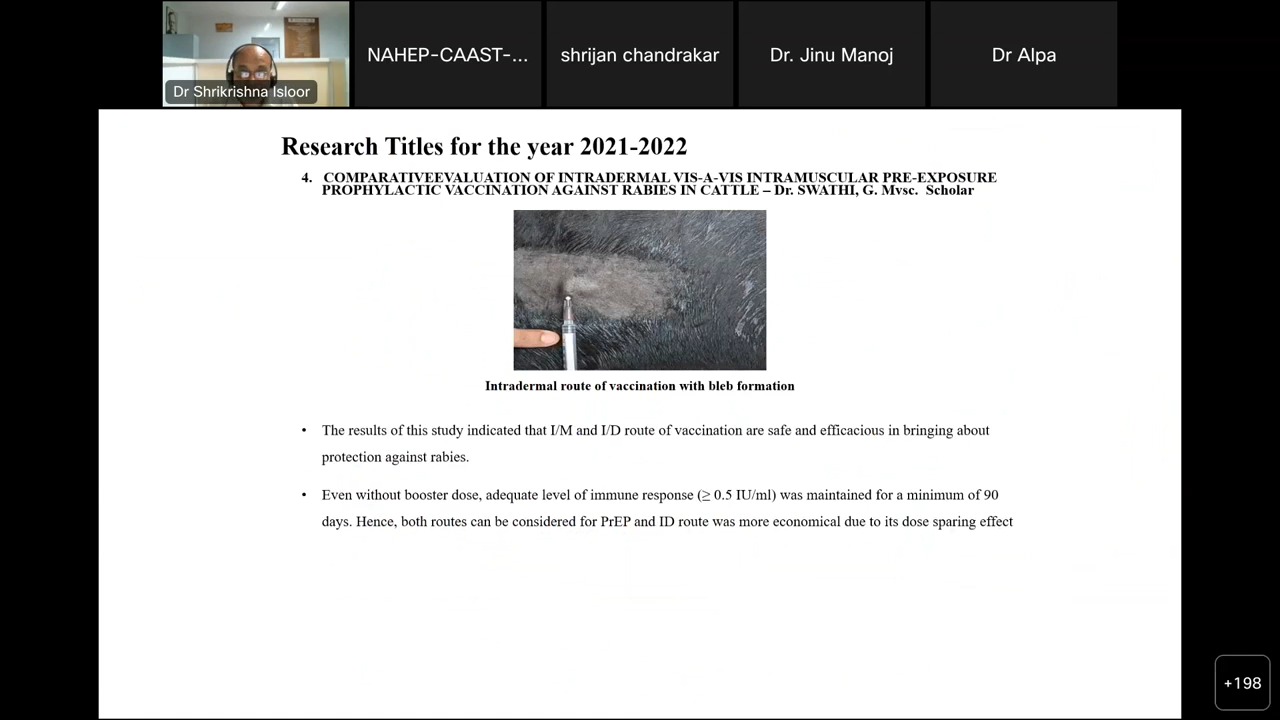 NAHEP-CAAST-...
shrijan chandrakar
Dr. Jinu Manoj
Dr Alpa
Dr Shrikrishna Isloor
Research Titles for the year 2021-2022
4. COMPARATIVEEVALUATION OF INTRADERMAL VIS-A-VIS INTRAMUSCULAR PRE-EXPOSURE
PROPHYLACTIC VACCINATION AGAINST RABIES IN CATTLE – Dr. SWATHI, G. Mvsc. Scholar
Intradermal route of vaccination with bleb formation
• The results of this study indicated that I/M and I/D route of vaccination are safe and efficacious in bringing about
protection against rabies.
• Even without booster dose, adequate level of immune response (≥ 0.5 IU/ml) was maintained for a minimum of 90
days. Hence, both routes can be considered for PrEP and ID route was more economical due to its dose sparing effect
+198